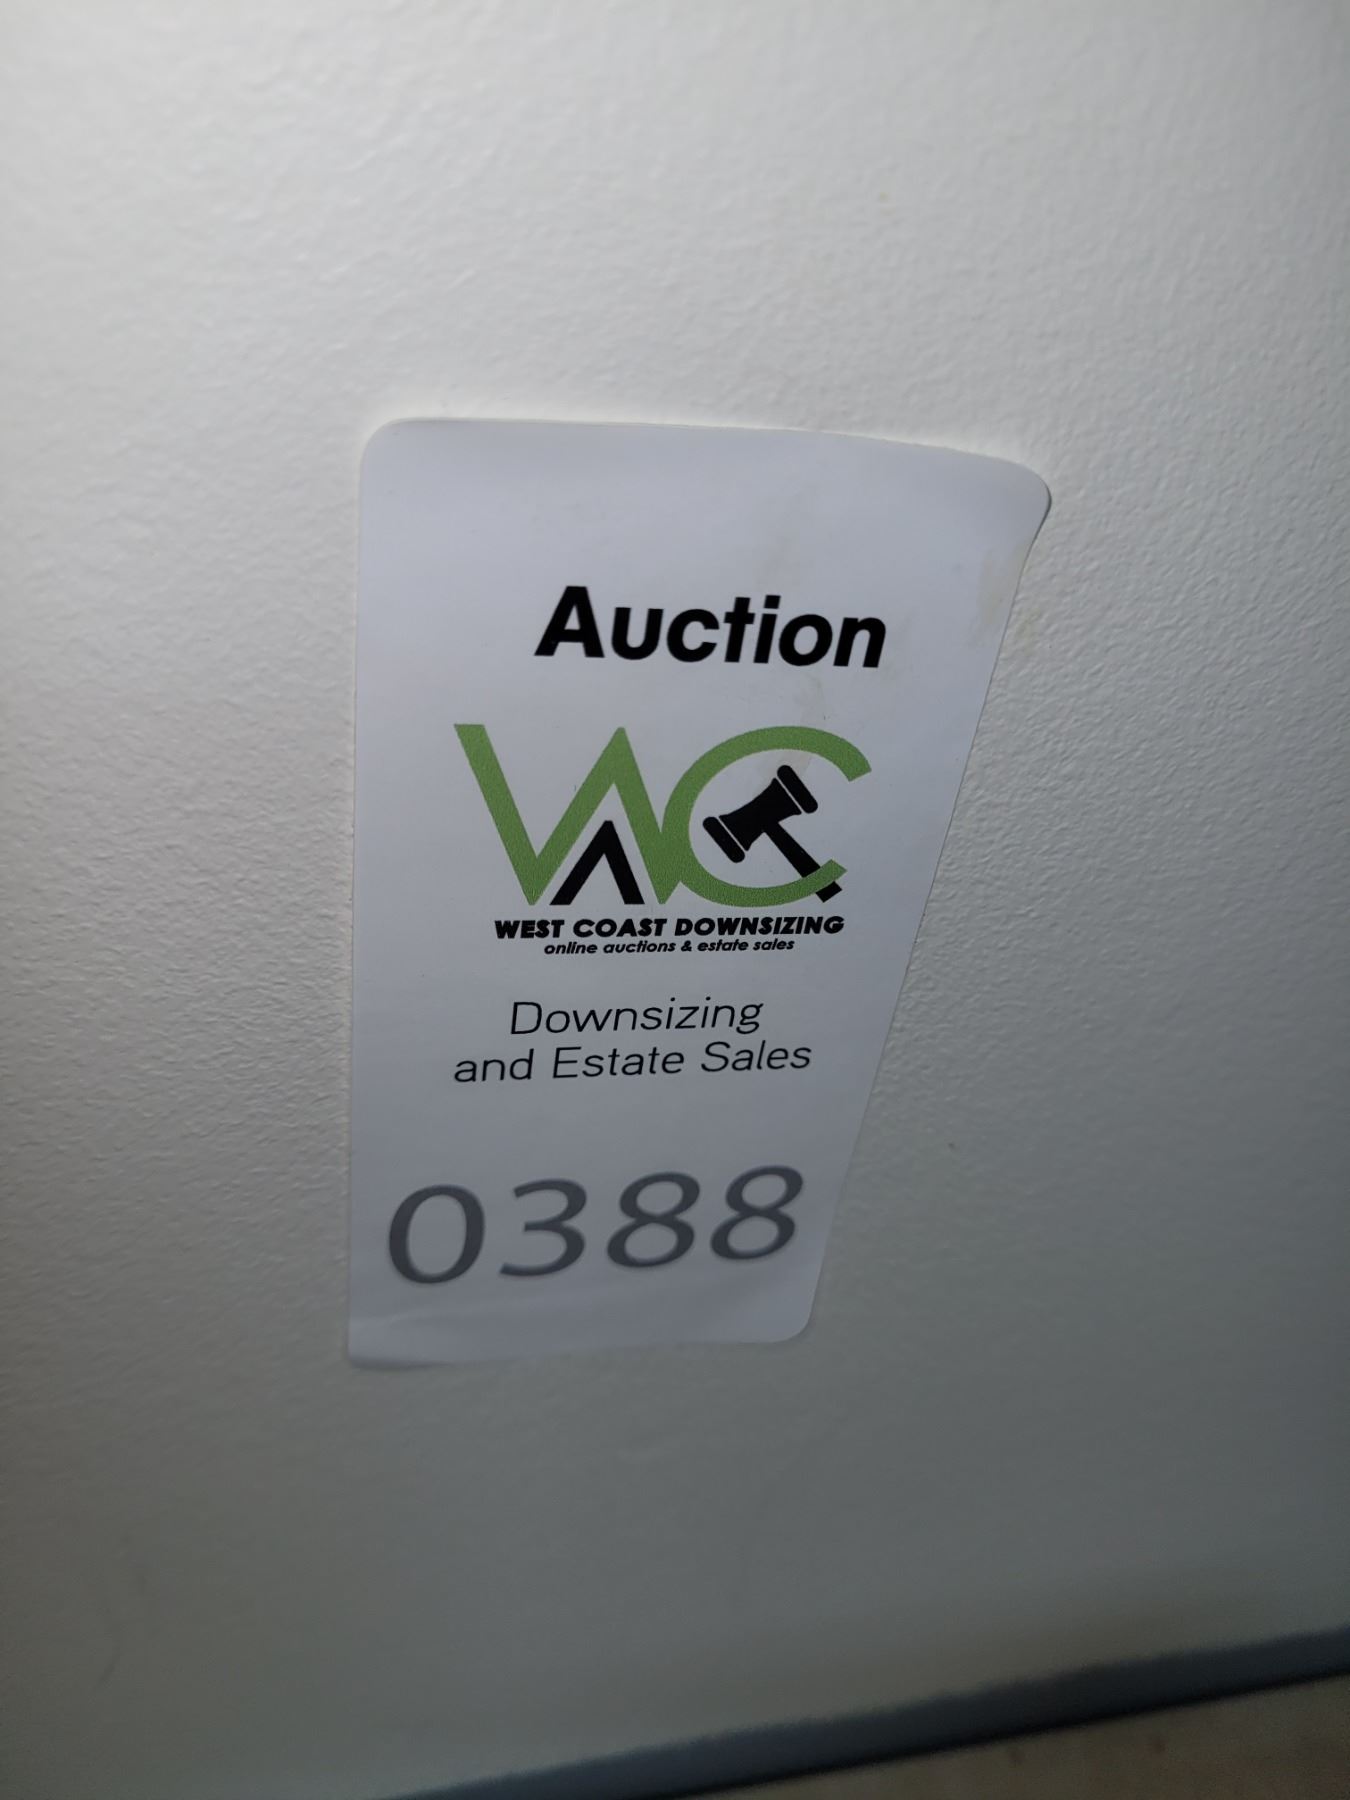 Auction
WC
WEST COAST DOWNSIZING
online auctions & estate sales
Downsizing
and Estate Sales
0388